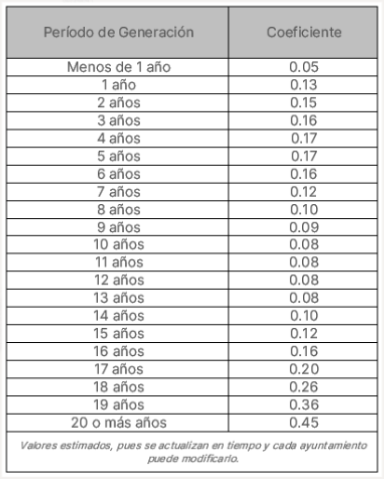 Período de Generación Coeficiente
Menos de 1 año 0.05
1 año 0.13
2 años 0.15
3 años 0.16
4 años 0.17
5 años 0.17
6 años 0.16
7 años 0.12
8 años 0.10
9 años 0.09
10 años 0.08
11 años 0.08
12 años 0.08
13 años 0.08
14 años 0.10
15 años 0.12
16 años 0.16
17 años 0.20
18 años 0.26
19 años 0.36
20 o más años 0.45
Valores estimados, pues se actualizan en tiempo y cada ayuntamiento
puede modificarlo.